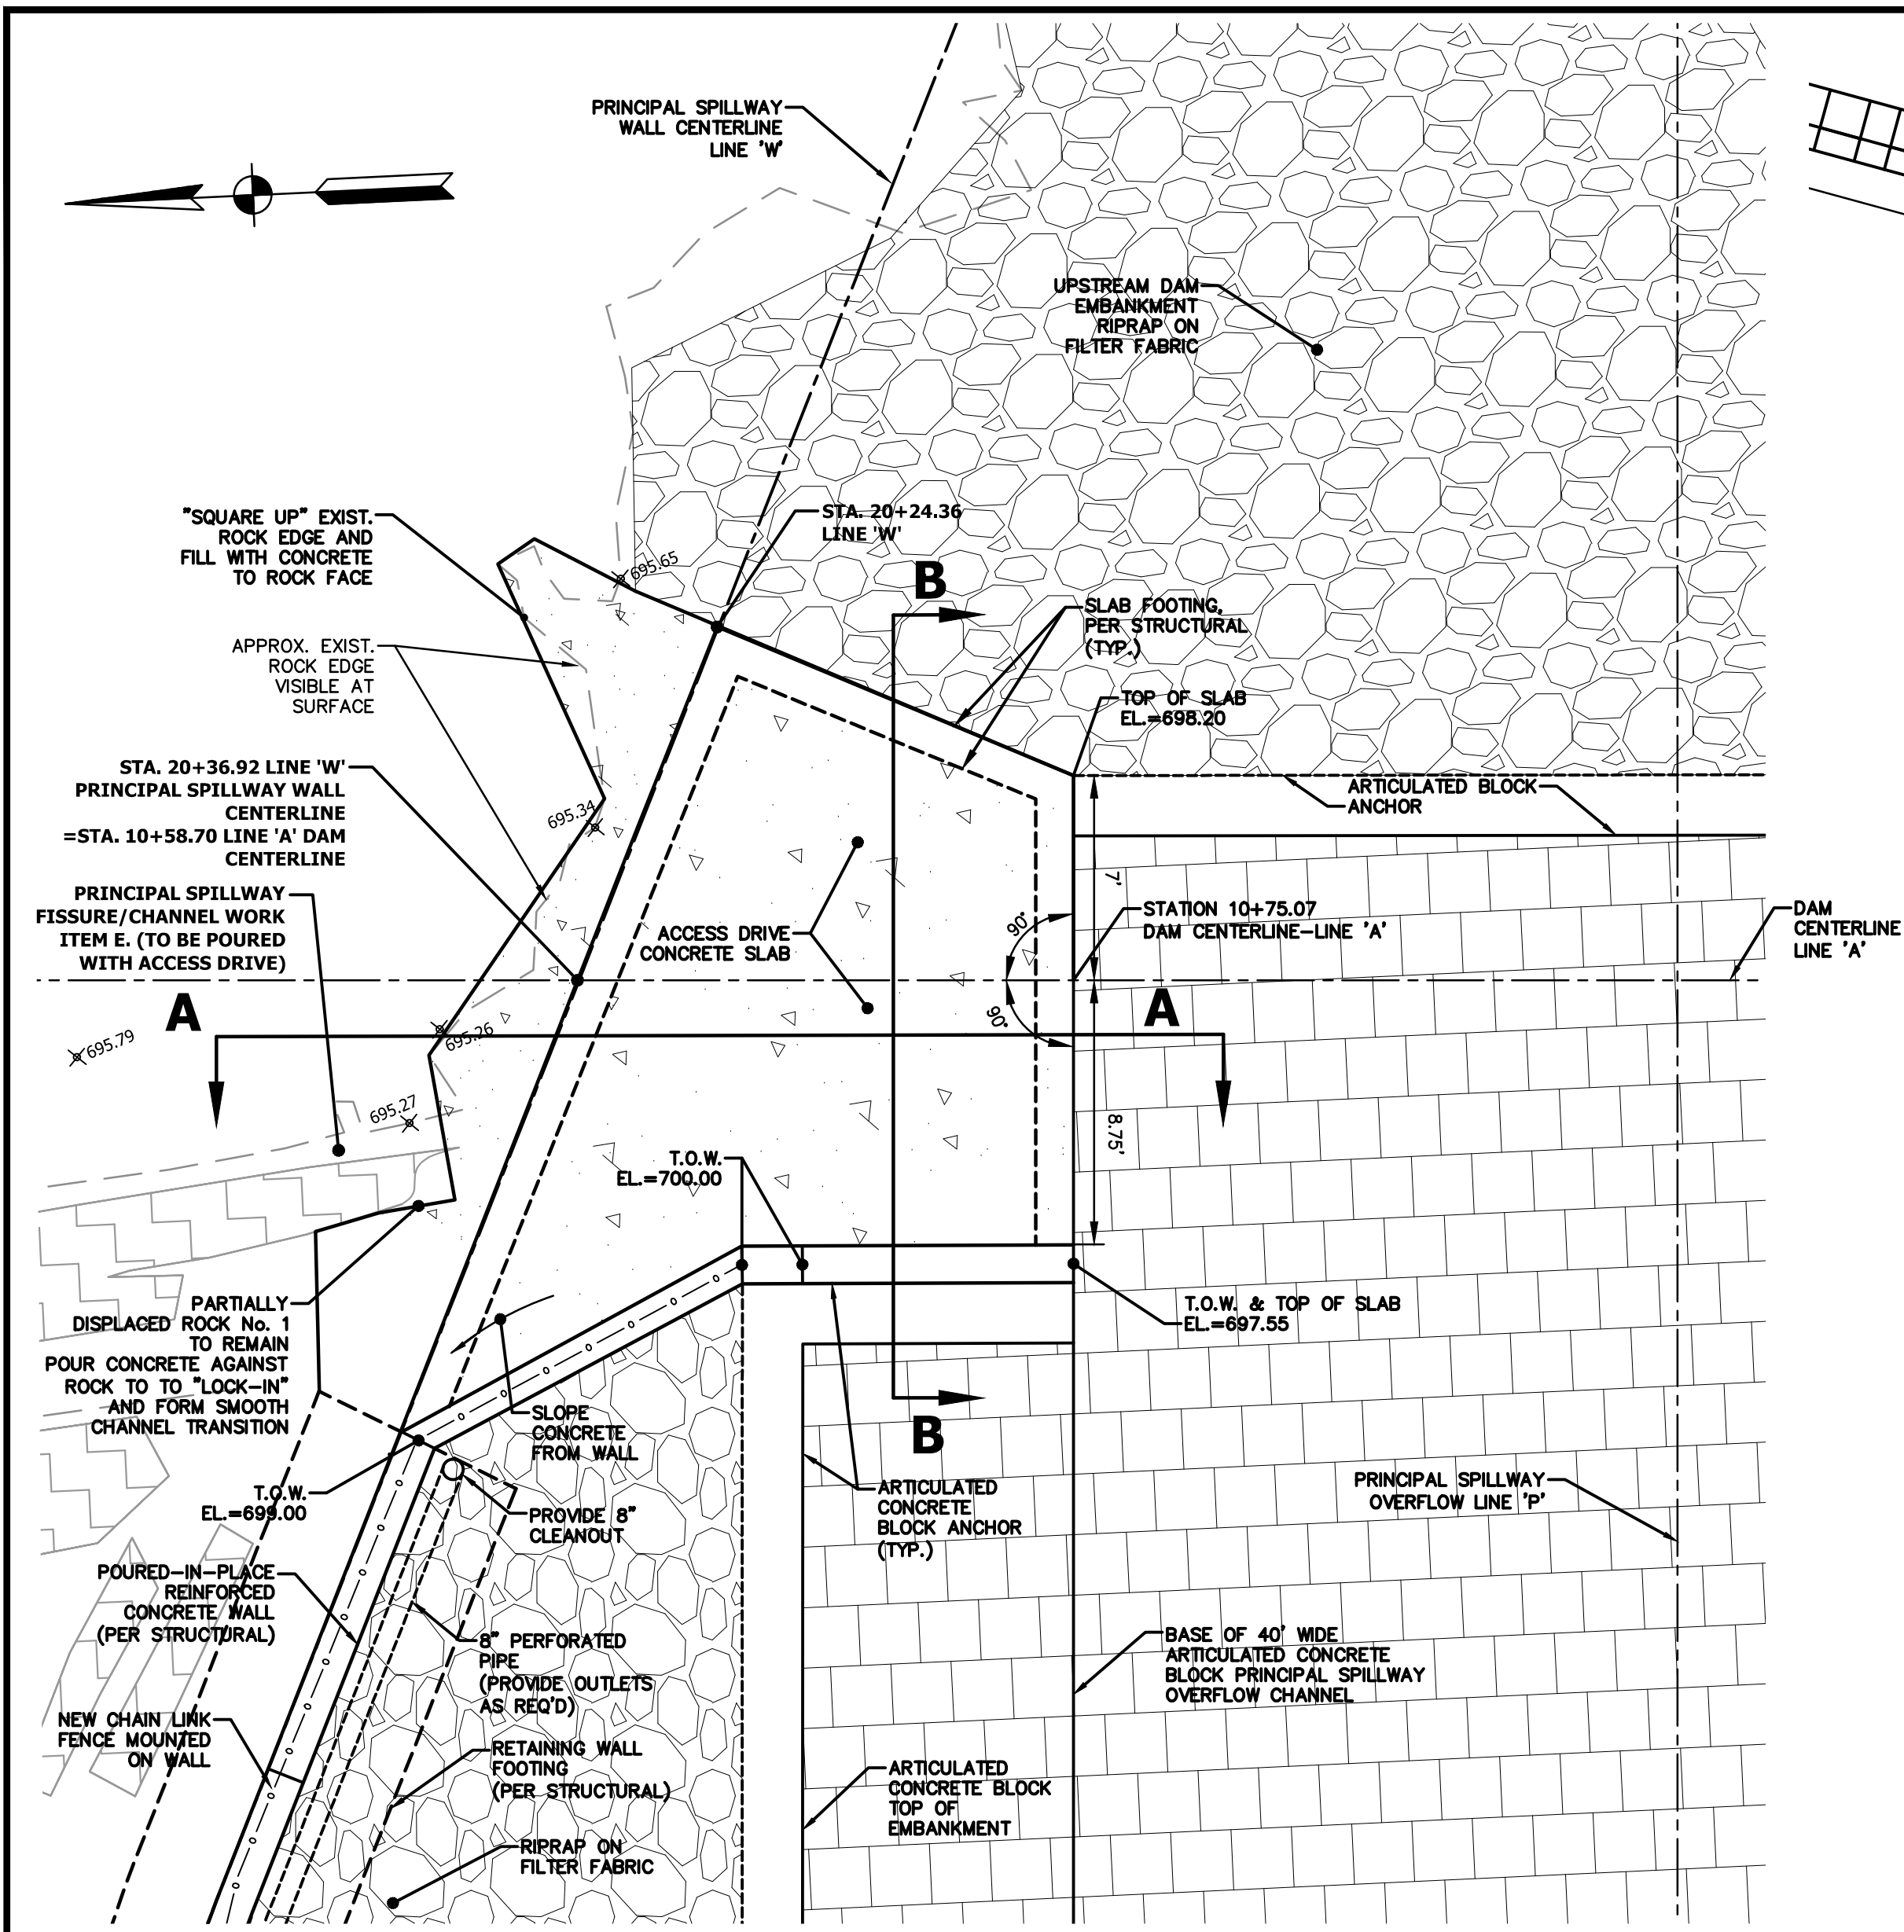 PRINCIPAL SPILLWAY
WALL CENTERLINE
LINE 'W'
UPSTREAM DAM
EMBANKMENT
RIPRAP ON
FILTER FABRIC
"SQUARE UP" EXIST.
ROCK EDGE AND
FILL WITH CONCRETE
TO ROCK FACE
STA. 20+24.36
LINE 'W'
695.65
B
SLAB FOOTING,
PER STRUCTURAL
(TYP.)
APPROX. EXIST.
ROCK EDGE
VISIBLE AT
SURFACE
TOP OF SLAB
EL.=698.20
STA. 20+36.92 LINE 'W'
PRINCIPAL SPILLWAY WALL
CENTERLINE
=STA. 10+58.70 LINE 'A' DAM
CENTERLINE
695.34
ARTICULATED BLOCK
ANCHOR
7'
PRINCIPAL SPILLWAY
FISSURE/CHANNEL WORK
ITEM E. (TO BE POURED
WITH ACCESS DRIVE)
ACCESS DRIVE
CONCRETE SLAB
90°
STATION 10+75.07
DAM CENTERLINE-LINE 'A'
DAM
CENTERLINE
LINE 'A'
A
A
90°
695.79
695.26
695.27
8.75'
T.O.W.
EL.=700.00
PARTIALLY
DISPLACED ROCK No. 1
TO REMAIN
POUR CONCRETE AGAINST
ROCK TO TO "LOCK-IN"
AND FORM SMOOTH
CHANNEL TRANSITION
T.O.W. & TOP OF SLAB
EL.=697.55
SLOPE
CONCRETE
FROM WALL
B
T.O.W.
EL.=699.00
PROVIDE 8"
CLEANOUT
ARTICULATED
CONCRETE
BLOCK ANCHOR
(TYP.)
PRINCIPAL SPILLWAY
OVERFLOW LINE 'P'
POURED-IN-PLACE
REINFORCED
CONCRETE WALL
(PER STRUCTURAL)
8" PERFORATED
PIPE
(PROVIDE OUTLETS
AS REQ'D)
BASE OF 40' WIDE
ARTICULATED CONCRETE
BLOCK PRINCIPAL SPILLWAY
OVERFLOW CHANNEL
NEW CHAIN LINK
FENCE MOUNTED
ON WALL
RETAINING WALL
FOOTING
(PER STRUCTURAL)
ARTICULATED
CONCRETE BLOCK
TOP OF
EMBANKMENT
RIPRAP ON
FILTER FABRIC